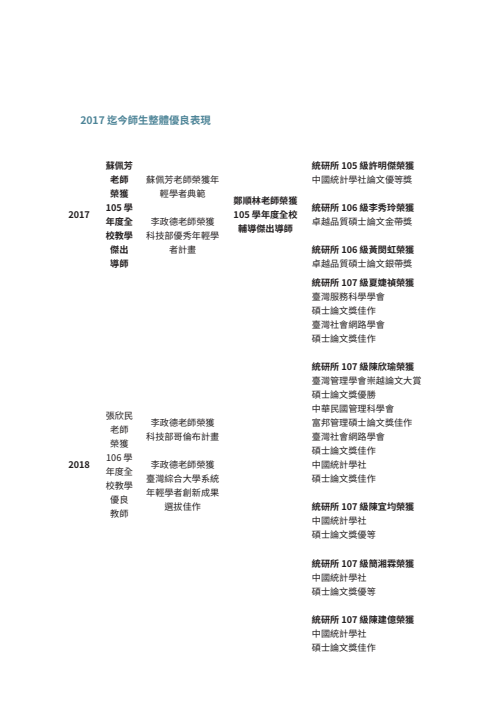 2017 迄今師生整體優良表現
2017
蘇佩芳
老師
榮獲
105 學
年度全
校教學
傑出
導師
蘇佩芳老師榮獲年
輕學者典範
李政德老師榮獲
科技部優秀年輕學
者計畫
鄭順林老師榮獲
105 學年度全校
輔導傑出導師
統研所 105 級許明傑榮獲
中國統計學社論文優等獎
統研所 106 級李秀玲榮獲
卓越品質碩士論文金帶獎
統研所 106 級黃閔虹榮獲
卓越品質碩士論文銀帶獎
2018
張欣民
老師
榮獲
106 學
年度全
校教學
優良
教師
李政德老師榮獲
科技部哥倫布計畫
李政德老師榮獲
臺灣綜合大學系統
年輕學者創新成果
選拔佳作
統研所 107 級夏婕禎榮獲
臺灣服務科學學會
碩士論文獎佳作
臺灣社會網路學會
碩士論文獎佳作
統研所 107 級陳欣瑜榮獲
臺灣管理學會崇越論文大賞
碩士論文獎優勝
中華民國管理科學會
富邦管理碩士論文獎佳作
臺灣社會網路學會
碩士論文獎佳作
中國統計學社
碩士論文獎佳作
統研所 107 級陳宜均榮獲
中國統計學社
碩士論文獎優等
統研所 107 級簡湘霖榮獲
中國統計學社
碩士論文獎優等
統研所 107 級陳建億榮獲
中國統計學社
碩士論文獎佳作